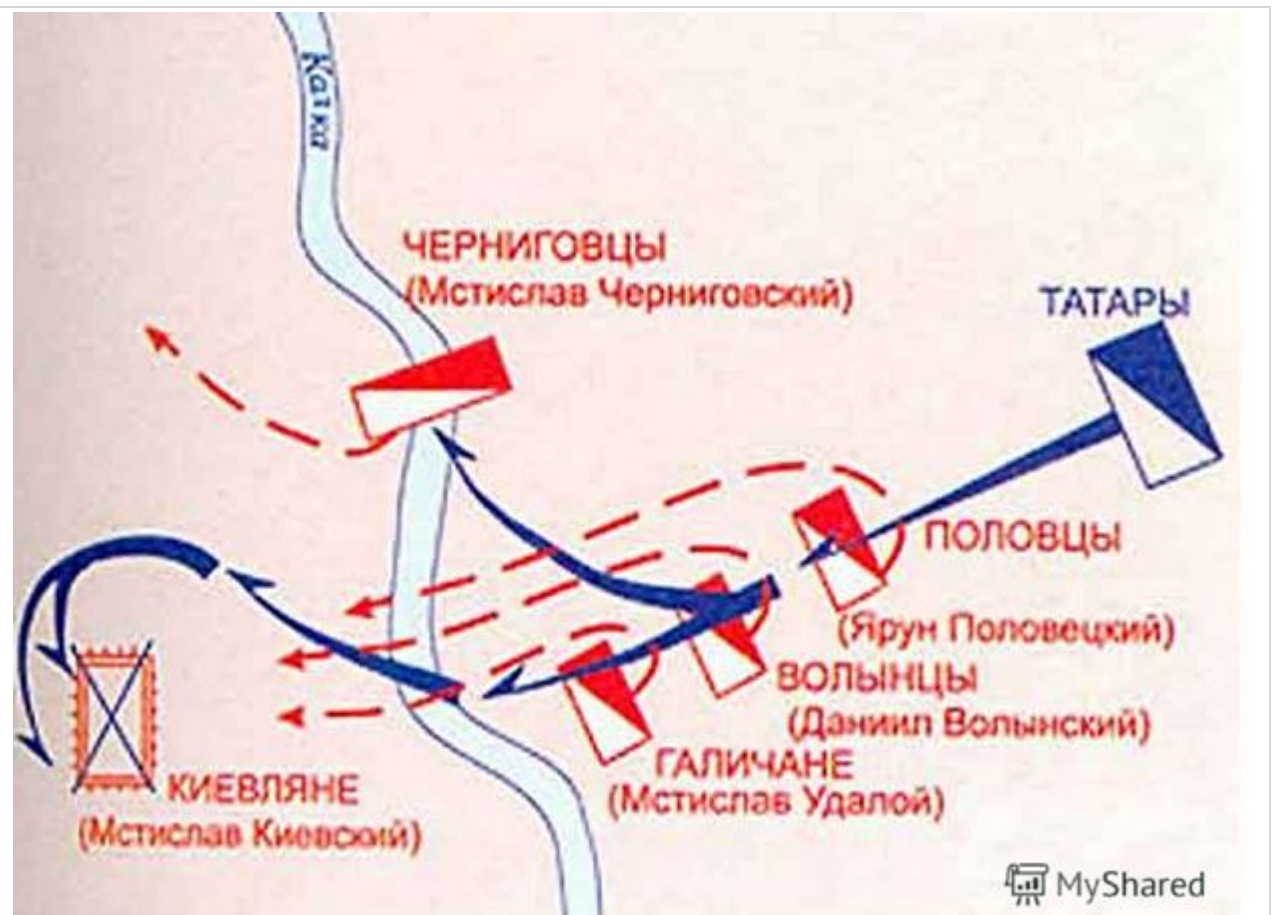 Калка
ЧЕРНИГОВЦЫ
(Мстислав Черниговский)
ТАТАРЫ
ПОЛОВЦЫ
(Ярун Половецкий)
ВОЛЫНЦЫ
(Даниил Волынский)
ГАЛИЧАНЕ
(Мстислав Удалой)
КИЕВЛЯНЕ
(Мстислав Киевский)
MyShared